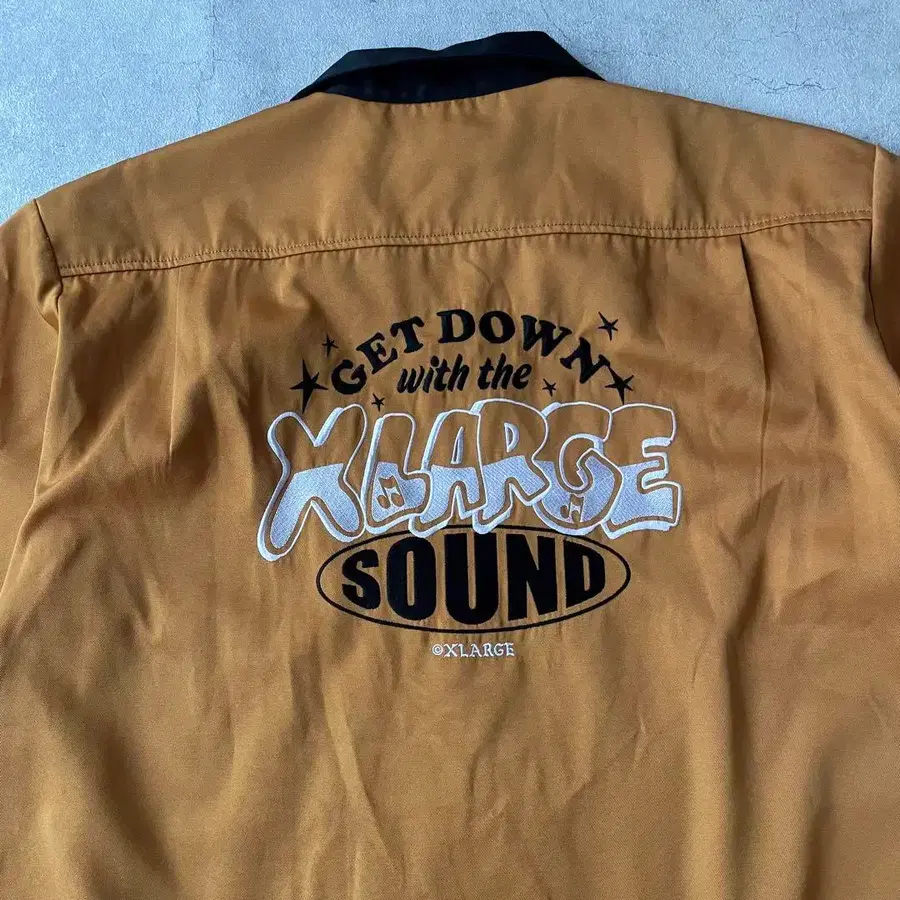 GET DOWN
with the
XLARGE
SOUND
©XLARGE